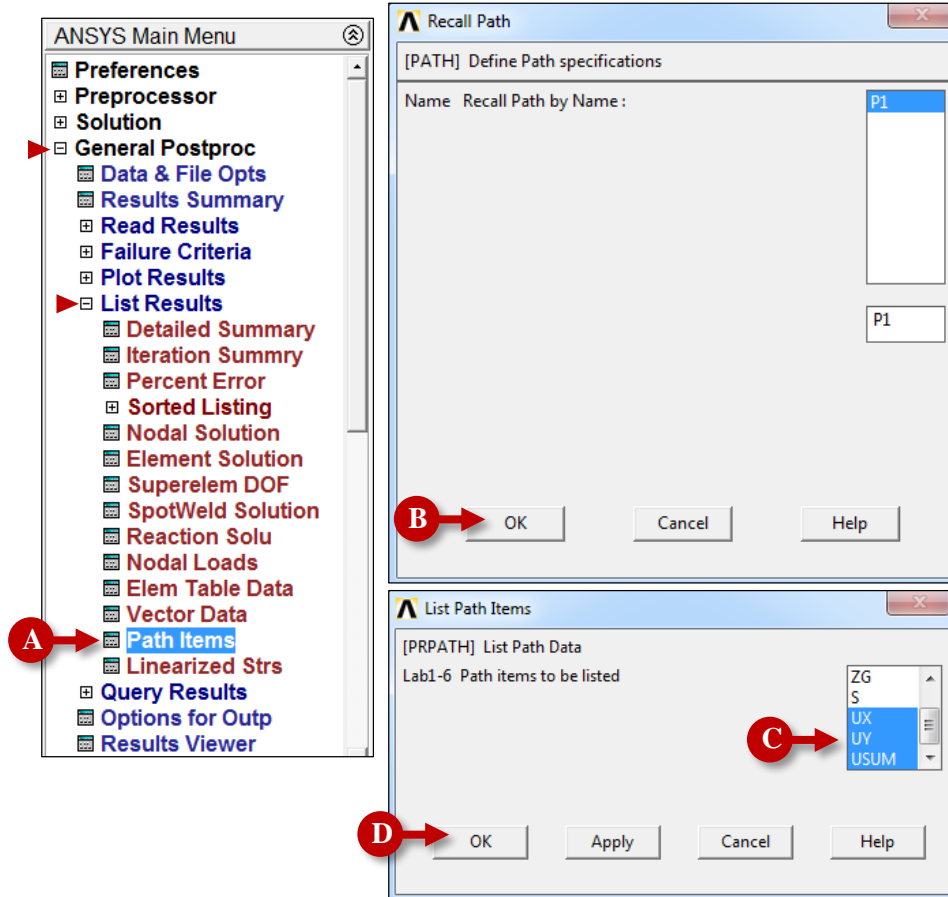 ANSYS Main Menu
Preferences
Preprocessor
Solution
General Postproc
Data & File Opts
Results Summary
Read Results
Failure Criteria
Plot Results
List Results
Detailed Summary
Iteration Summry
Percent Error
Sorted Listing
Nodal Solution
Element Solution
Superelem DOF
SpotWeld Solution
Reaction Solu
Nodal Loads
Elem Table Data
Vector Data
A Path Items
Linearized Strs
Query Results
Options for Outp
Results Viewer
Recall Path
[PATH] Define Path specifications
Name Recall Path by Name : P1
P1
B OK Cancel Help
List Path Items
[PRPATH] List Path Data
Lab1-6 Path items to be listed ZG
S
UX
C UY
USUM
D OK Apply Cancel Help